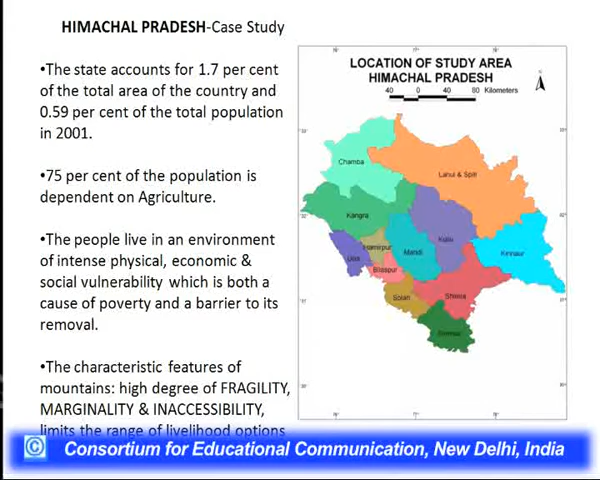 HIMACHAL PRADESH-Case Study
•The state accounts for 1.7 per cent
of the total area of the country and
0.59 per cent of the total population
in 2001.
•75 per cent of the population is
dependent on Agriculture.
•The people live in an environment
of intense physical, economic &
social vulnerability which is both a
cause of poverty and a barrier to its
removal.
•The characteristic features of
mountains: high degree of FRAGILITY,
MARGINALITY & INACCESSIBILITY,
limits the range of livelihood options
LOCATION OF STUDY AREA
HIMACHAL PRADESH
40 0 40 80 Kilometers
Chamba
Lahul & Spiti
Kangra
Kullu
Hamirpur
Mandi
Kinnaur
Una
Bilaspur
Solan
Shimla
Sirmaur
© Consortium for Educational Communication, New Delhi, India